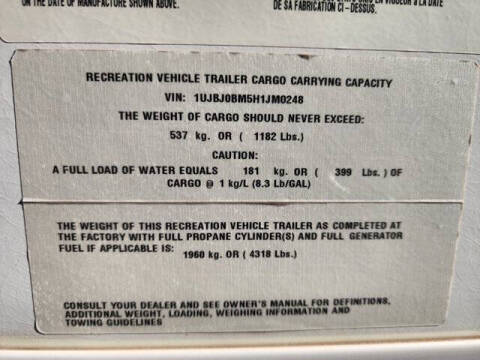 ON THE DATE OF MANUFACTURE SHOWN ABOVE.
À LA DATE
DE SA FABRICATION CI-DESSUS.
RECREATION VEHICLE TRAILER CARGO CARRYING CAPACITY
VIN: 1UJBJ0BM5H1JM0248
THE WEIGHT OF CARGO SHOULD NEVER EXCEED:
537 kg. OR ( 1182 Lbs.)
CAUTION:
A FULL LOAD OF WATER EQUALS 181 kg. OR ( 399 Lbs. ) OF
CARGO @ 1 kg/L (8.3 Lb/GAL)
THE WEIGHT OF THIS RECREATION VEHICLE TRAILER AS COMPLETED AT
THE FACTORY WITH FULL PROPANE CYLINDER(S) AND FULL GENERATOR
FUEL IF APPLICABLE IS: 1960 kg. OR ( 4318 Lbs.)
CONSULT YOUR DEALER AND SEE OWNER'S MANUAL FOR DEFINITIONS,
ADDITIONAL WEIGHT, LOADING, WEIGHING INFORMATION AND
TOWING GUIDELINES